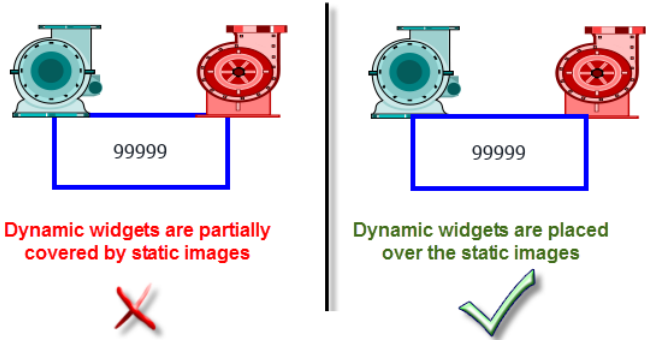 99999
Dynamic widgets are partially
covered by static images
99999
Dynamic widgets are placed
over the static images